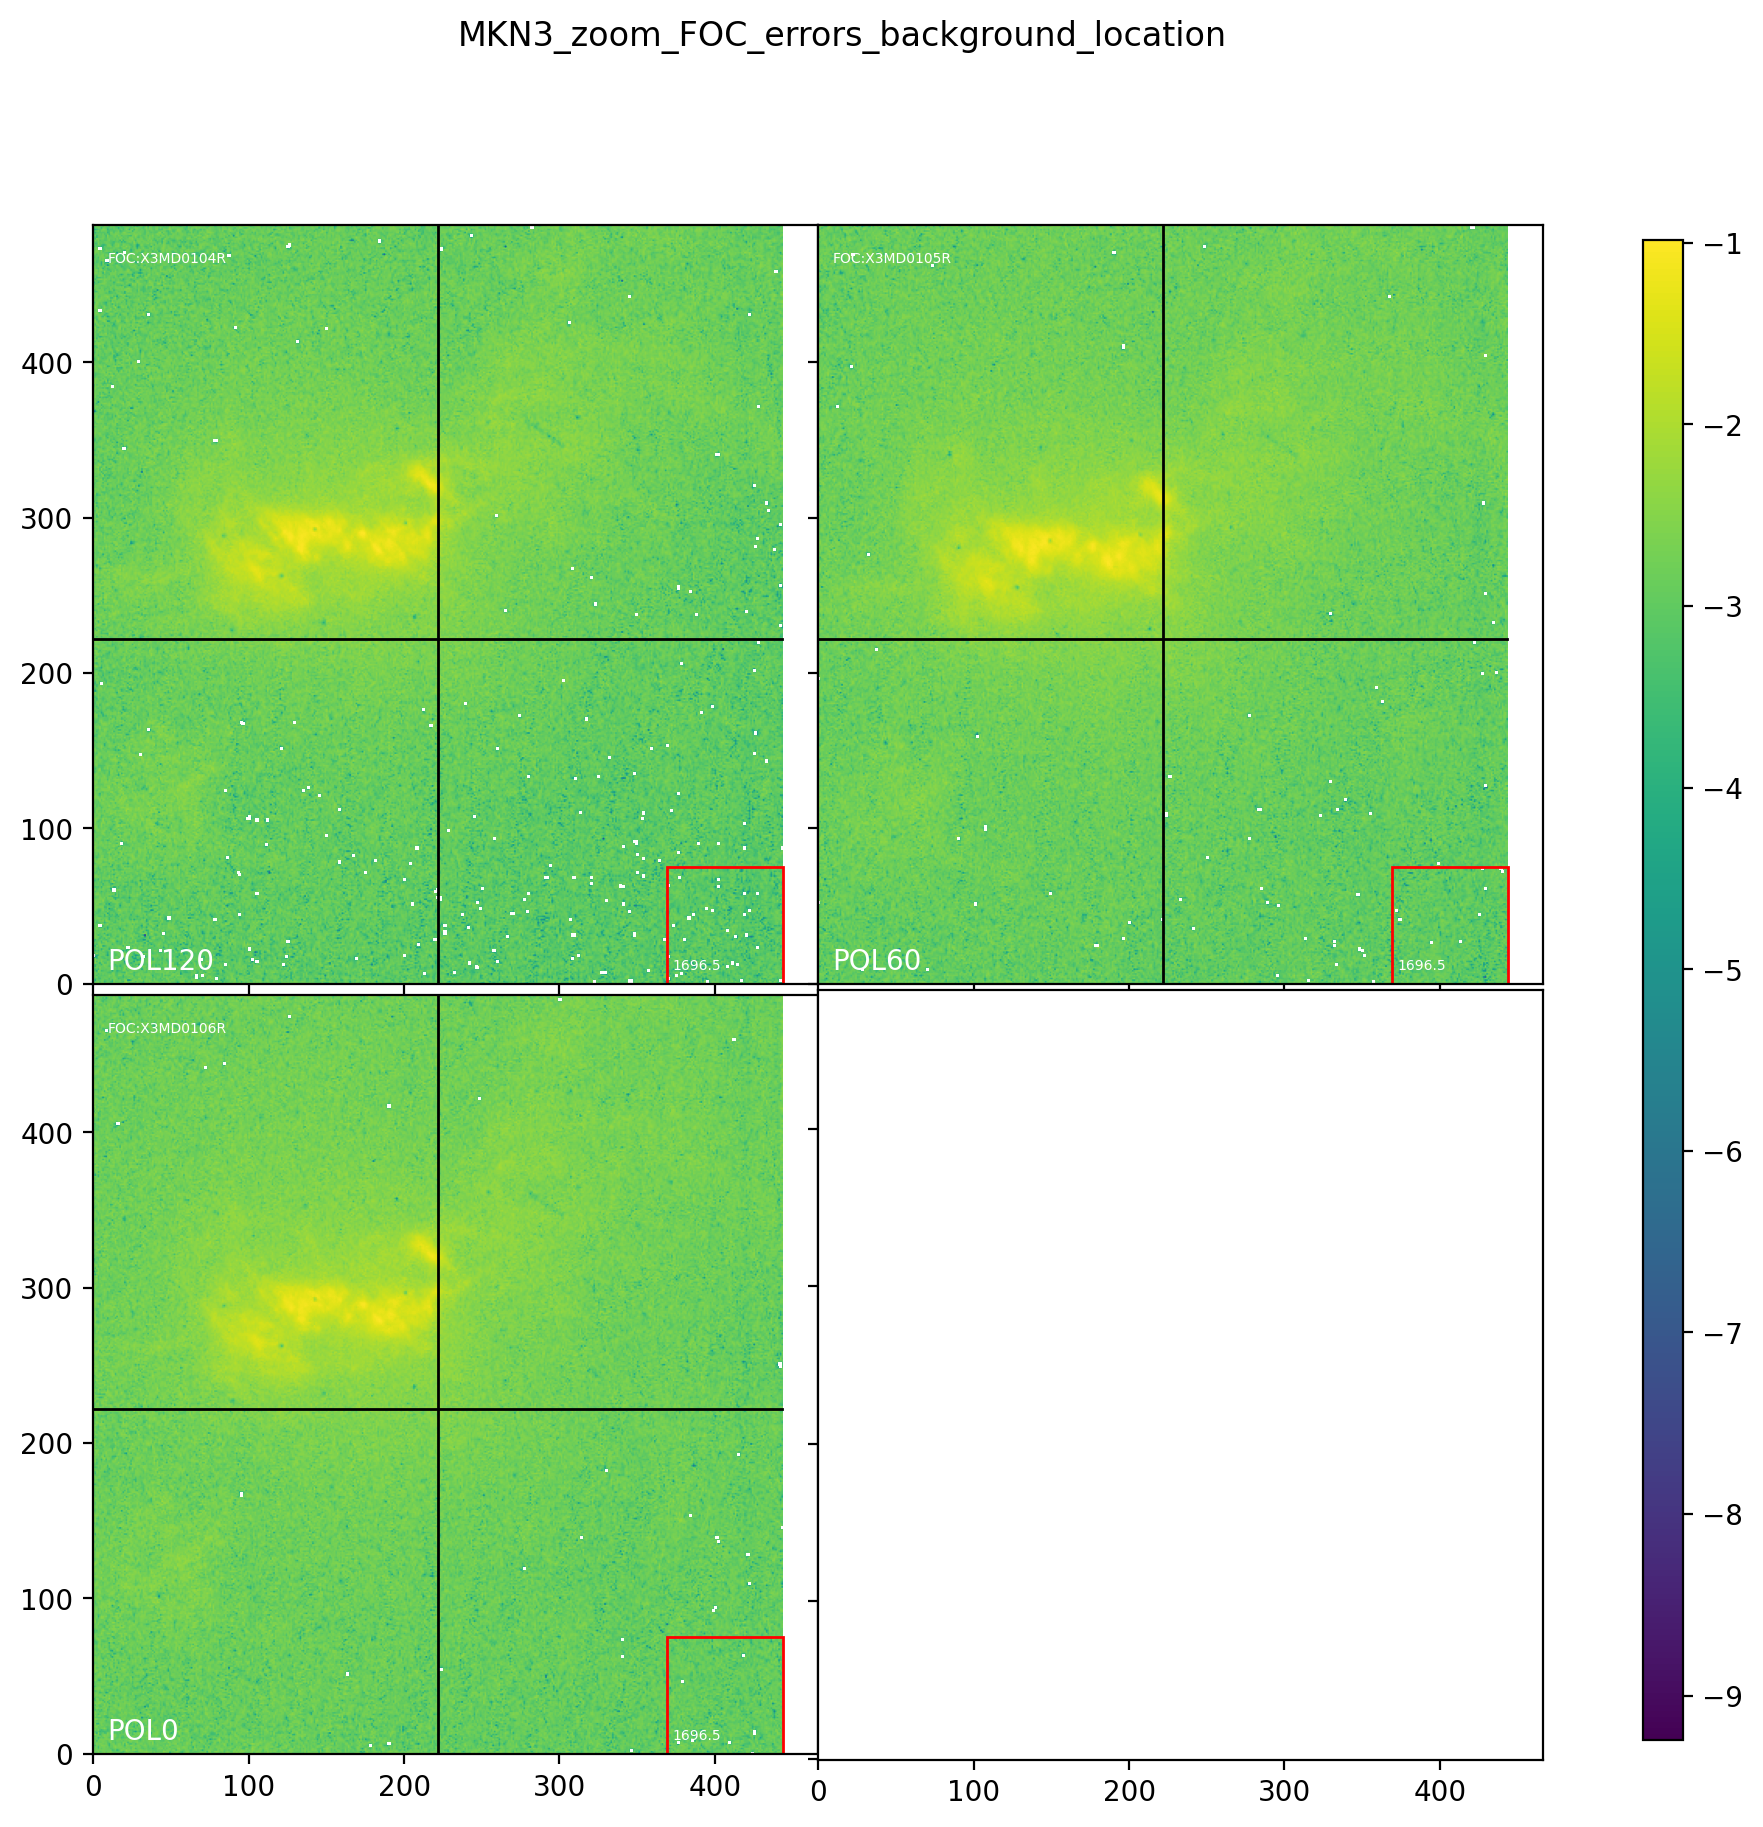 MKN3_zoom_FOC_errors_background_location
FOC:X3MD0104R
FOC:X3MD0105R
400
300
200
100
0
POL120
1696.5
POL60
1696.5
FOC:X3MD0106R
400
300
200
100
0
POL0
1696.5
0 100 200 300 400
0 100 200 300 400
−1
−2
−3
−4
−5
−6
−7
−8
−9